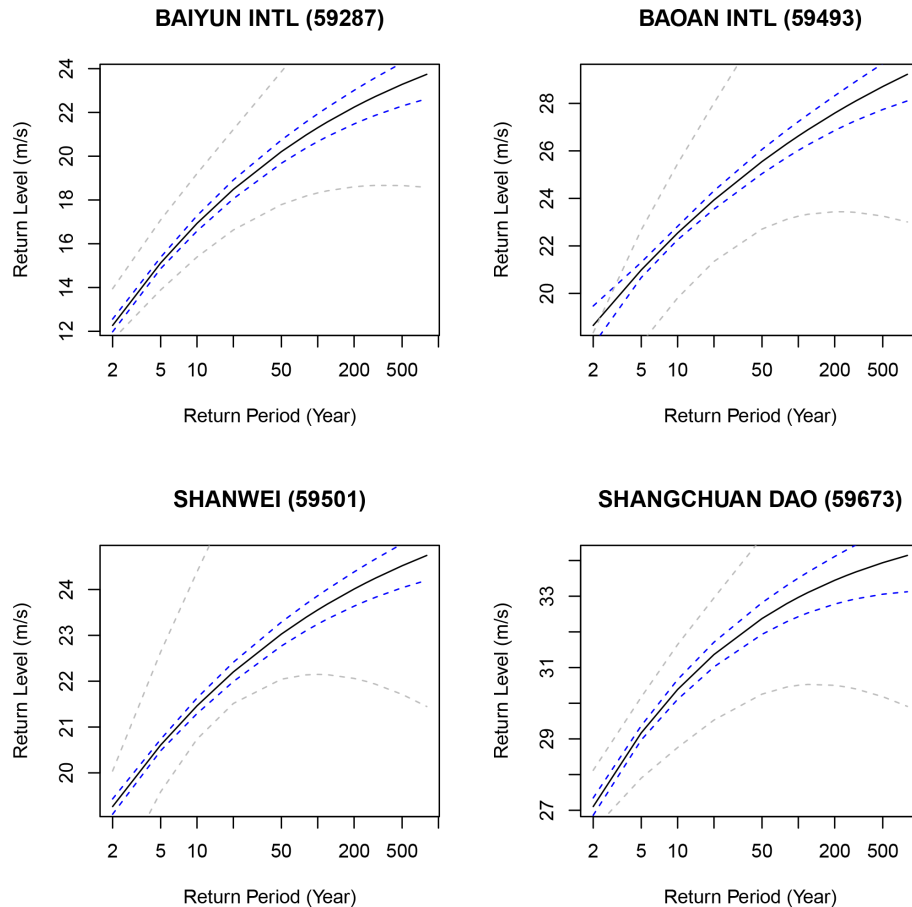 BAIYUN INTL (59287)
Return Level (m/s)
12 14 16 18 20 22 24
2 5 10 50 200 500
Return Period (Year)
BAOAN INTL (59493)
Return Level (m/s)
20 22 24 26 28
2 5 10 50 200 500
Return Period (Year)
SHANWEI (59501)
Return Level (m/s)
20 21 22 23 24
2 5 10 50 200 500
Return Period (Year)
SHANGCHUAN DAO (59673)
Return Level (m/s)
27 29 31 33
2 5 10 50 200 500
Return Period (Year)